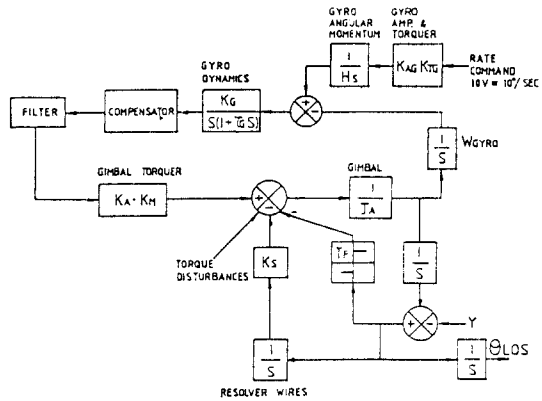 GYRO
ANGULAR
MOMENTUM
GYRO
AMP. &
TORQUER
1
HS
KAG KTG
RATE
COMMAND
10V = 10°/SEC
GYRO
DYNAMICS
FILTER
COMPENSATOR
KG
S(1+TGS)
+
-
1
S
WGYRO
GIMBAL TORQUER
KA · KM
+
-
-
GIMBAL
1
JA
TORQUE
DISTURBANCES
KS
TF
1
S
+
-
Y
1
S
RESOLVER WIRES
1
S
ΘLOS